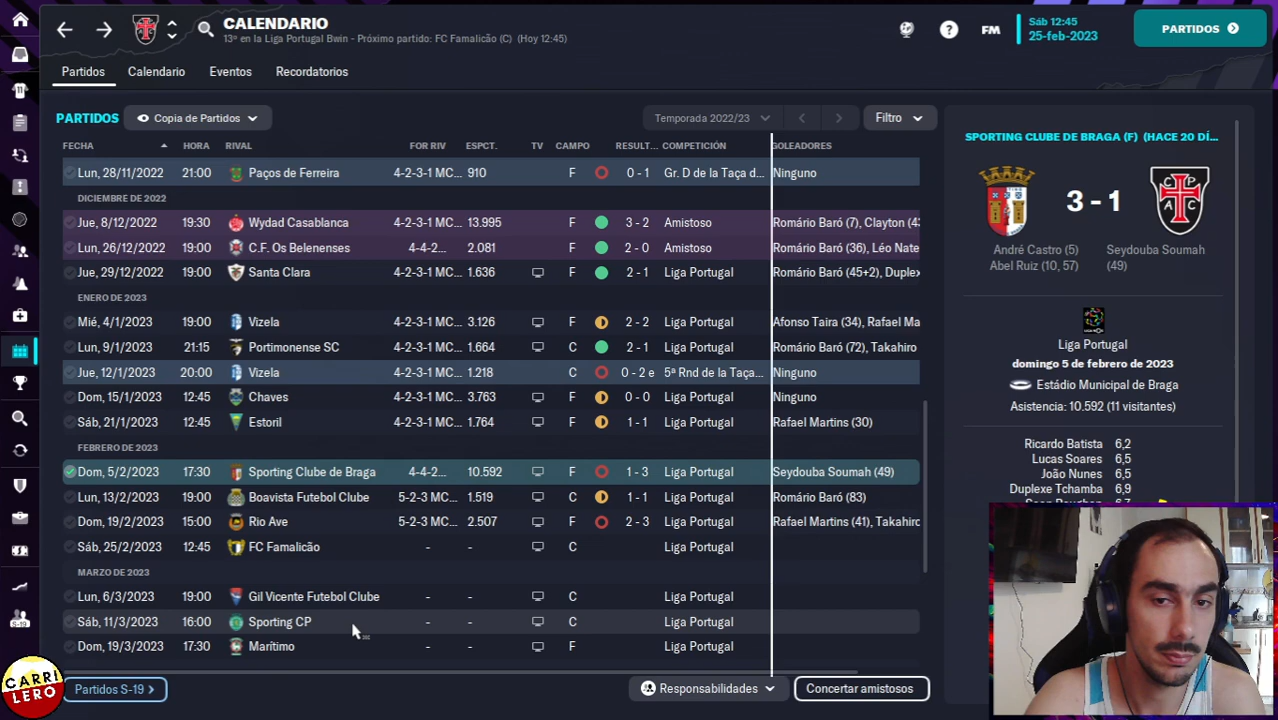 CALENDARIO
13º en la Liga Portugal Bwin - Próximo partido: FC Famalicão (C) (Hoy 12:45)
FM
Sáb 12:45
25-feb-2023
PARTIDOS
Partidos Calendario Eventos Recordatorios
PARTIDOS Copia de Partidos Temporada 2022/23 Filtro
FECHA HORA RIVAL FOR RIV ESPCT. TV CAMPO RESULT... COMPETICIÓN GOLEADORES
Lun, 28/11/2022 21:00 Paços de Ferreira 4-2-3-1 MC... 910 F 0 - 1 Gr. D de la Taça d... Ninguno
DICIEMBRE DE 2022
Jue, 8/12/2022 19:30 Wydad Casablanca 4-2-3-1 MC... 13.995 F 3 - 2 Amistoso Romário Baró (7), Clayton (43
Lun, 26/12/2022 19:00 C.F. Os Belenenses 4-4-2... 2.081 F 2 - 0 Amistoso Romário Baró (36), Léo Nate
Jue, 29/12/2022 19:00 Santa Clara 4-2-3-1 MC... 1.636 F 2 - 1 Liga Portugal Romário Baró (45+2), Duplex
ENERO DE 2023
Mié, 4/1/2023 19:00 Vizela 4-2-3-1 MC... 3.126 F 2 - 2 Liga Portugal Afonso Taira (34), Rafael Ma
Lun, 9/1/2023 21:15 Portimonense SC 4-2-3-1 MC... 1.664 C 2 - 1 Liga Portugal Romário Baró (72), Takahiro
Jue, 12/1/2023 20:00 Vizela 4-2-3-1 MC... 1.218 C 0 - 2 e 5ª Rnd de la Taça... Ninguno
Dom, 15/1/2023 12:45 Chaves 4-2-3-1 MC... 3.763 F 0 - 0 Liga Portugal Ninguno
Sáb, 21/1/2023 12:45 Estoril 4-2-3-1 MC... 1.764 F 1 - 1 Liga Portugal Rafael Martins (30)
FEBRERO DE 2023
Dom, 5/2/2023 17:30 Sporting Clube de Braga 4-4-2... 10.592 F 1 - 3 Liga Portugal Seydouba Soumah (49)
Lun, 13/2/2023 19:00 Boavista Futebol Clube 5-2-3 MC... 1.519 C 1 - 1 Liga Portugal Romário Baró (83)
Dom, 19/2/2023 15:00 Rio Ave 5-2-3 MC... 2.507 F 2 - 3 Liga Portugal Rafael Martins (41), Takahiro
Sáb, 25/2/2023 12:45 FC Famalicão - - C Liga Portugal
MARZO DE 2023
Lun, 6/3/2023 19:00 Gil Vicente Futebol Clube - - C Liga Portugal
Sáb, 11/3/2023 16:00 Sporting CP - - C Liga Portugal
Dom, 19/3/2023 17:30 Marítimo - - F Liga Portugal
Partidos S-19 Responsabilidades Concertar amistosos
SPORTING CLUBE DE BRAGA (F) (HACE 20 DÍ...
3 - 1
André Castro (5)
Abel Ruiz (10, 57)
Seydouba Soumah
(49)
Liga Portugal
domingo 5 de febrero de 2023
Estádio Municipal de Braga
Asistencia: 10.592 (11 visitantes)
Ricardo Batista 6,2
Lucas Soares 6,5
João Nunes 6,5
Duplexe Tchamba 6,9
CARRI
LERO